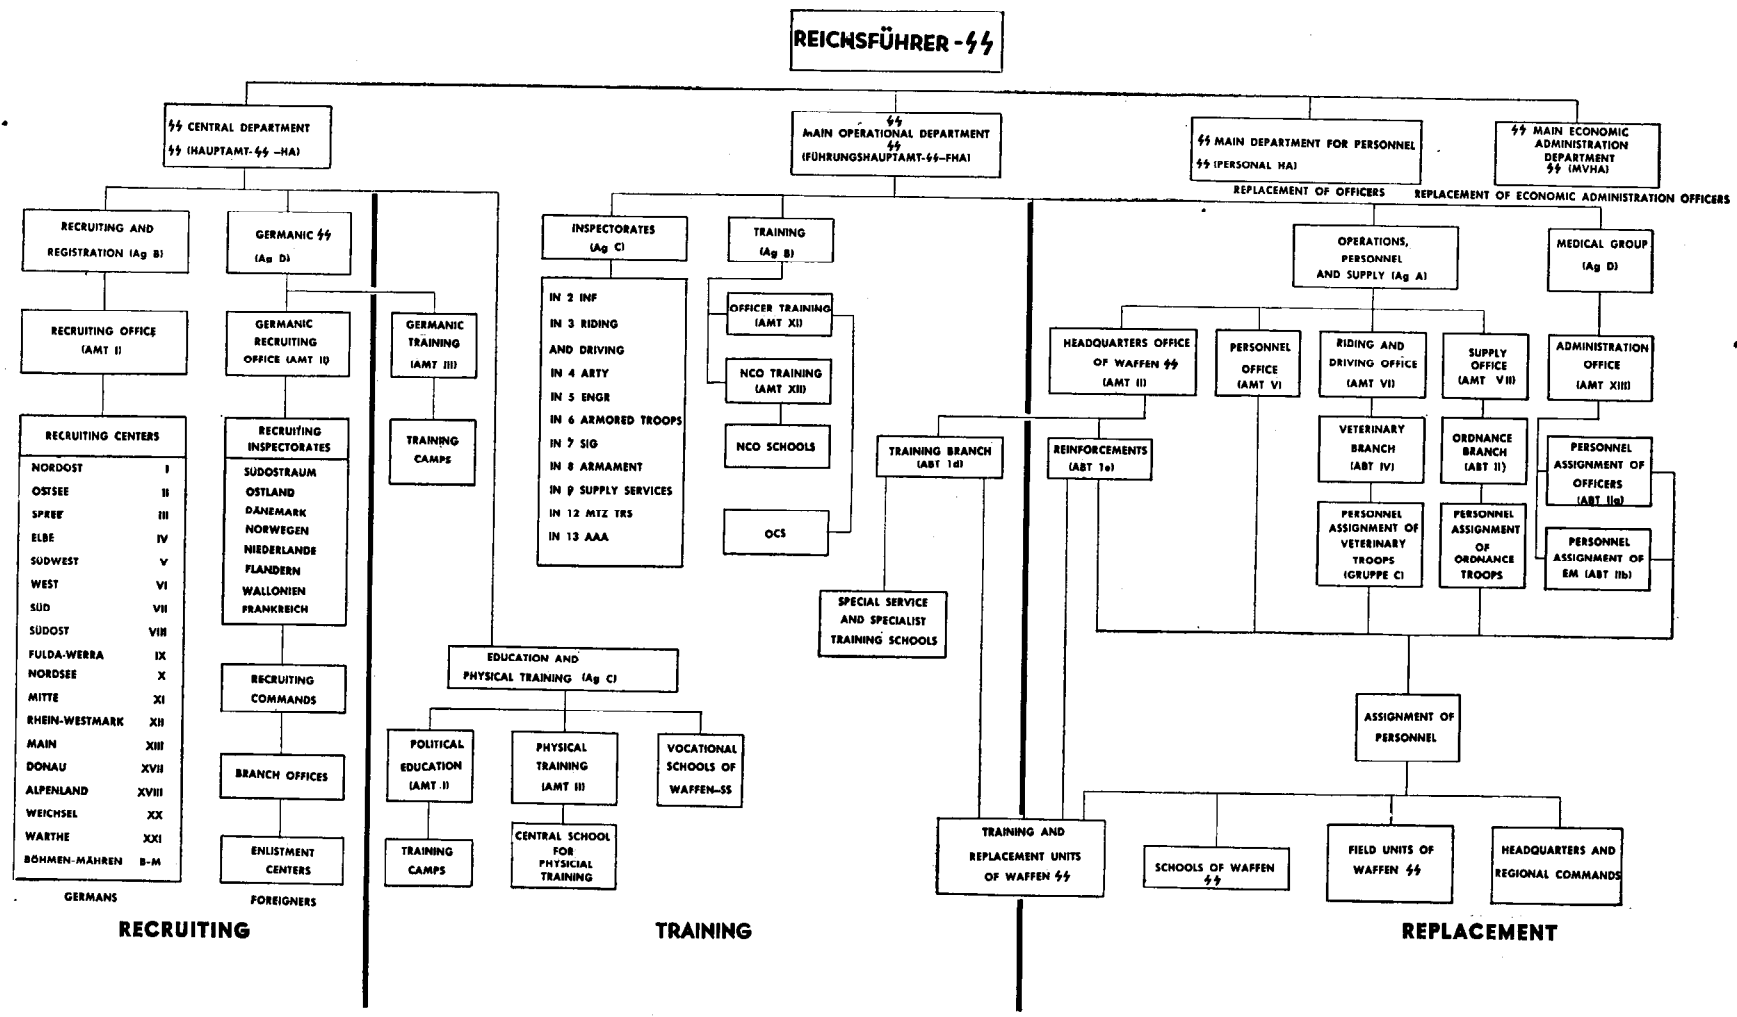 REICHSFÜHRER-SS
SS CENTRAL DEPARTMENT
SS (HAUPTAMT-SS-HA)
SS
MAIN OPERATIONAL DEPARTMENT
SS
(FÜHRUNGSHAUPTAMT-SS-FHA)
SS MAIN DEPARTMENT FOR PERSONNEL
SS (PERSONAL HA)
REPLACEMENT OF OFFICERS
SS MAIN ECONOMIC
ADMINISTRATION
DEPARTMENT
SS (MVHA)
REPLACEMENT OF ECONOMIC ADMINISTRATION OFFICERS
RECRUITING AND
REGISTRATION (Ag B)
GERMANIC SS
(Ag D)
INSPECTORATES
(Ag C)
TRAINING
(Ag B)
OPERATIONS,
PERSONNEL
AND SUPPLY (Ag A)
MEDICAL GROUP
(Ag D)
RECRUITING OFFICE
(AMT I)
GERMANIC
RECRUITING
OFFICE (AMT II)
GERMANIC
TRAINING
(AMT III)
TRAINING
CAMPS
RECRUITING CENTERS
NORDOST I
OSTSEE II
SPREE III
ELBE IV
SÜDWEST V
WEST VI
SÜD VII
SÜDOST VIII
FULDA-WERRA IX
NORDSEE X
MITTE XI
RHEIN-WESTMARK XII
MAIN XIII
DONAU XVII
ALPENLAND XVIII
WEICHSEL XX
WARTHE XXI
BÖHMEN-MÄHREN B-M
GERMANS
RECRUITING
INSPECTORATES
SÜDOSTRAUM
OSTLAND
DÄNEMARK
NORWEGEN
NIEDERLANDE
FLANDERN
WALLONIEN
FRANKREICH
RECRUITING
COMMANDS
BRANCH OFFICES
ENLISTMENT
CENTERS
FOREIGNERS
RECRUITING
IN 2 INF
IN 3 RIDING
AND DRIVING
IN 4 ARTY
IN 5 ENGR
IN 6 ARMORED TROOPS
IN 7 SIG
IN 8 ARMAMENT
IN 9 SUPPLY SERVICES
IN 12 MTZ TRS
IN 13 AAA
OFFICER TRAINING
(AMT XI)
NCO TRAINING
(AMT XII)
NCO SCHOOLS
OCS
EDUCATION AND
PHYSICAL TRAINING (Ag C)
POLITICAL
EDUCATION
(AMT I)
PHYSICAL
TRAINING
(AMT II)
VOCATIONAL
SCHOOLS OF
WAFFEN-SS
TRAINING
CAMPS
CENTRAL SCHOOL
FOR
PHYSICIAL
TRAINING
TRAINING
HEADQUARTERS OFFICE
OF WAFFEN SS
(AMT II)
PERSONNEL
OFFICE
(AMT V)
RIDING AND
DRIVING OFFICE
(AMT VI)
SUPPLY
OFFICE
(AMT VII)
ADMINISTRATION
OFFICE
(AMT XIII)
TRAINING BRANCH
(ABT Id)
REINFORCEMENTS
(ABT Ie)
VETERINARY
BRANCH
(ABT IV)
ORDNANCE
BRANCH
(ABT II)
PERSONNEL
ASSIGNMENT OF
OFFICERS
(ABT IIa)
PERSONNEL
ASSIGNMENT OF
VETERINARY
TROOPS
(GRUPPE C)
PERSONNEL
ASSIGNMENT
OF
ORDNANCE
TROOPS
PERSONNEL
ASSIGNMENT OF
EM (ABT IIb)
SPECIAL SERVICE
AND SPECIALIST
TRAINING SCHOOLS
ASSIGNMENT OF
PERSONNEL
TRAINING AND
REPLACEMENT UNITS
OF WAFFEN SS
SCHOOLS OF WAFFEN
SS
FIELD UNITS OF
WAFFEN SS
HEADQUARTERS AND
REGIONAL COMMANDS
REPLACEMENT